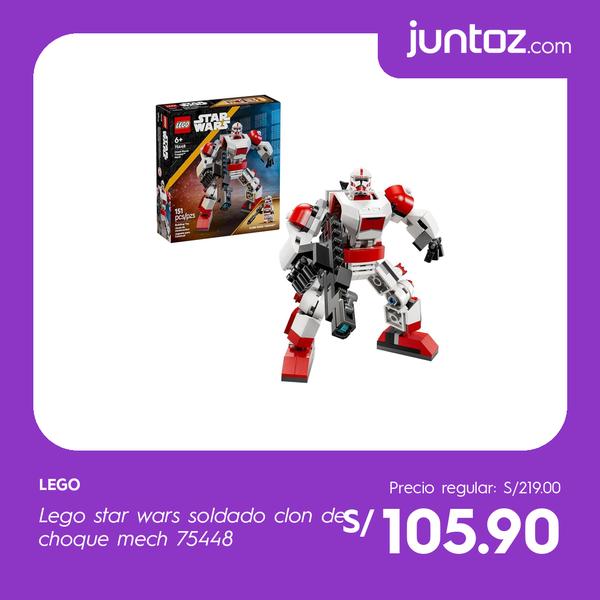 juntoz.com
LEGO
STAR
WARS
6+
75448
151
pcs/pzs
LEGO
Lego star wars soldado clon de
choque mech 75448
Precio regular: S/219.00
S/105.90